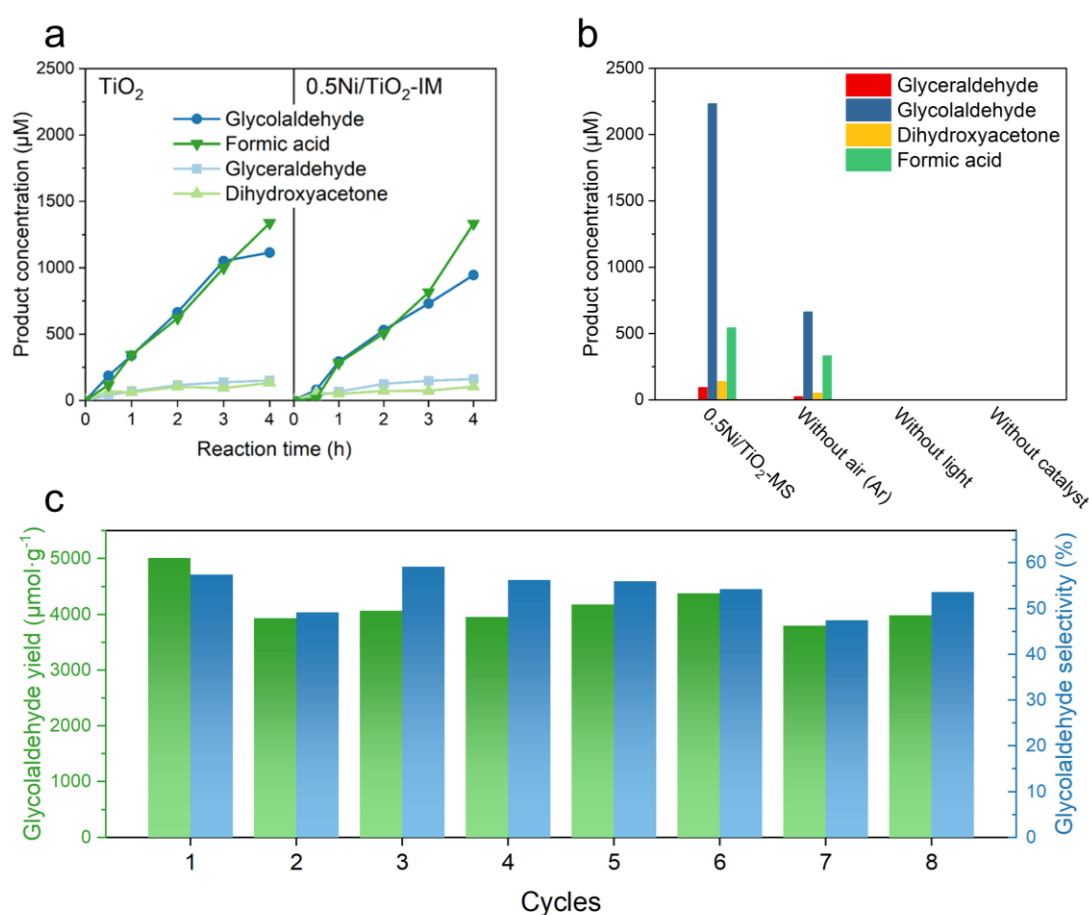 a
TiO₂
0.5Ni/TiO₂-IM
Glycolaldehyde
Formic acid
Glyceraldehyde
Dihydroxyacetone
Product concentration (μM)
2500
2000
1500
1000
500
0
0 1 2 3 4
0 1 2 3 4
Reaction time (h)
b
Glyceraldehyde
Glycolaldehyde
Dihydroxyacetone
Formic acid
Product concentration (μM)
2500
2000
1500
1000
500
0
0.5Ni/TiO₂-MS
Without air (Ar)
Without light
Without catalyst
c
Glycolaldehyde yield (μmol·g⁻¹)
5000
4000
3000
2000
1000
0
Glycolaldehyde selectivity (%)
60
50
40
30
20
10
0
1 2 3 4 5 6 7 8
Cycles